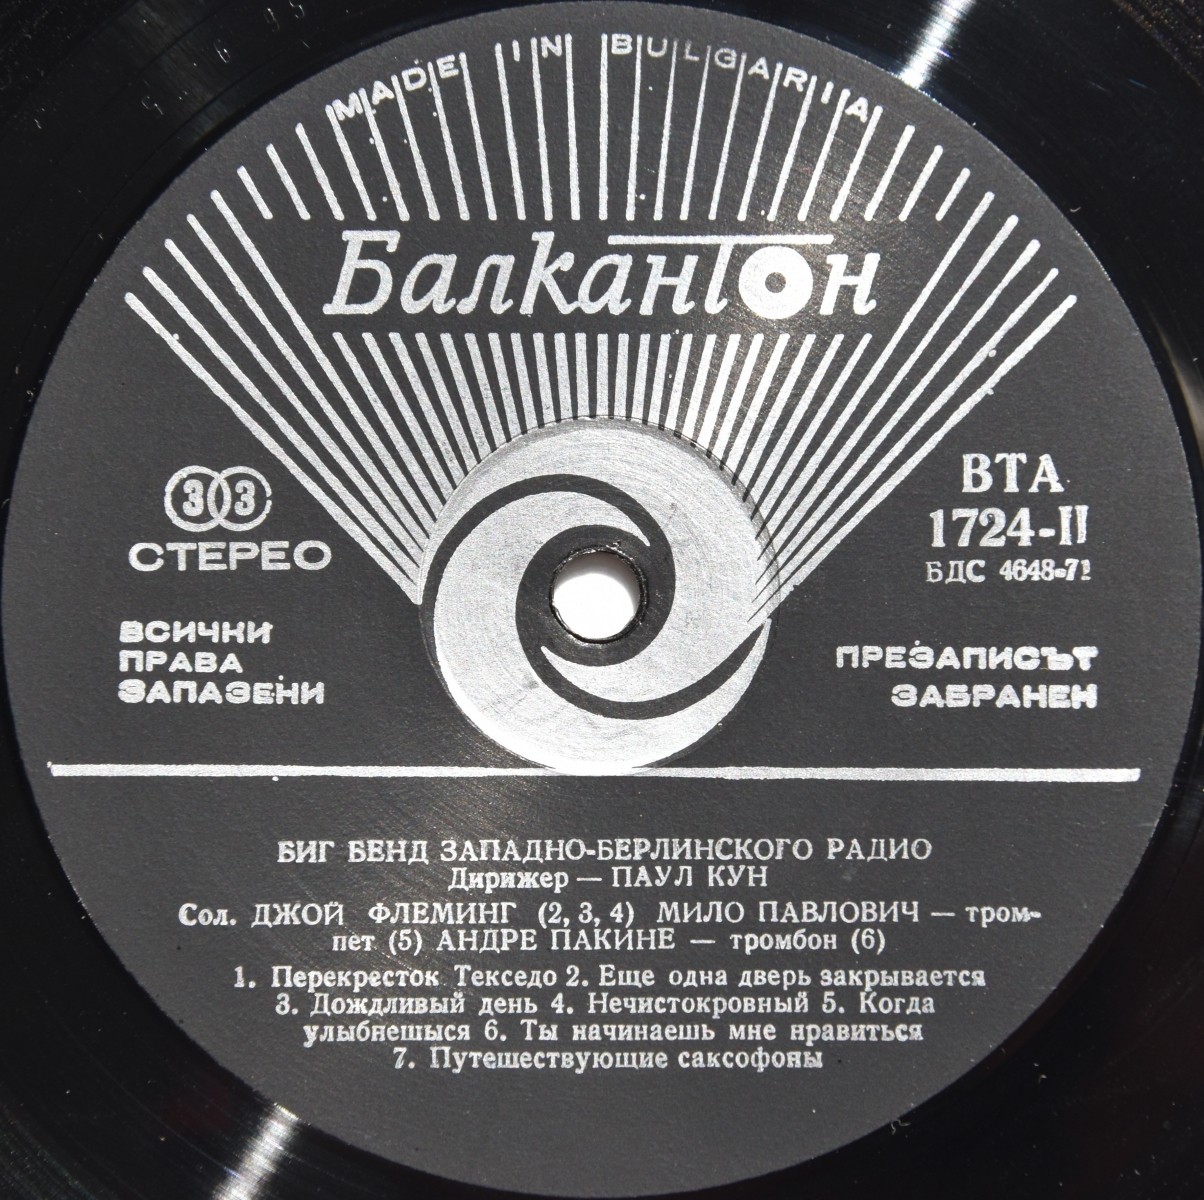 MADE IN BULGARIA
Балкантон
33
СТЕРЕО
ВТА
1724-II
БДС 4648-71
ВСИЧКИ
ПРАВА
ЗАПАЗЕНИ
ПРЕЗАПИСЪТ
ЗАБРАНЕН
БИГ БЕНД ЗАПАДНО-БЕРЛИНСКОГО РАДИО
Дирижер — ПАУЛ КУН
Сол. ДЖОЙ ФЛЕМИНГ (2, 3, 4) МИЛО ПАВЛОВИЧ — тром-
пет (5) АНДРЕ ПАКИНЕ — тромбон (6)
1. Перекресток Текседо 2. Еще одна дверь закрывается
3. Дождливый день 4. Нечистокровный 5. Когда
улыбнешыся 6. Ты начинаешь мне нравиться
7. Путешествующие саксофоны